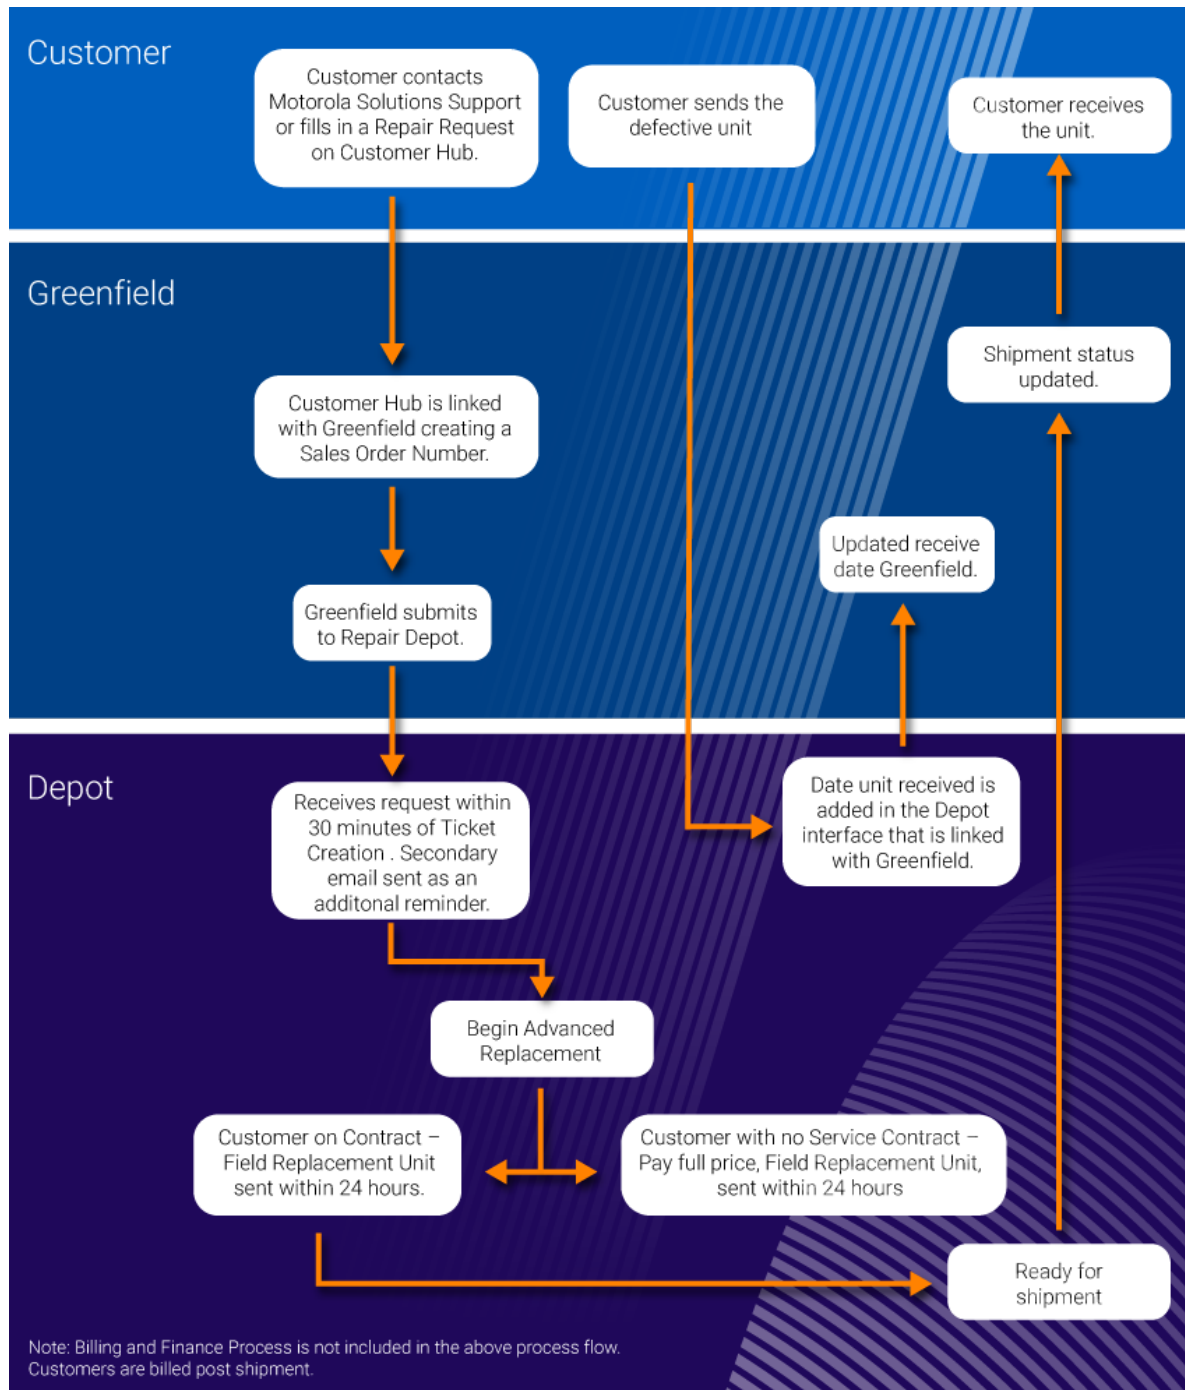 Customer
Customer contacts
Motorola Solutions Support
or fills in a Repair Request
on Customer Hub.
Customer sends the
defective unit
Customer receives
the unit.
Greenfield
Shipment status
updated.
Customer Hub is linked
with Greenfield creating a
Sales Order Number.
Updated receive
date Greenfield.
Greenfield submits
to Repair Depot.
Depot
Receives request within
30 minutes of Ticket
Creation . Secondary
email sent as an
additonal reminder.
Date unit received is
added in the Depot
interface that is linked
with Greenfield.
Begin Advanced
Replacement
Customer on Contract –
Field Replacement Unit
sent within 24 hours.
Customer with no Service Contract –
Pay full price, Field Replacement Unit,
sent within 24 hours
Ready for
shipment
Note: Billing and Finance Process is not included in the above process flow.
Customers are billed post shipment.